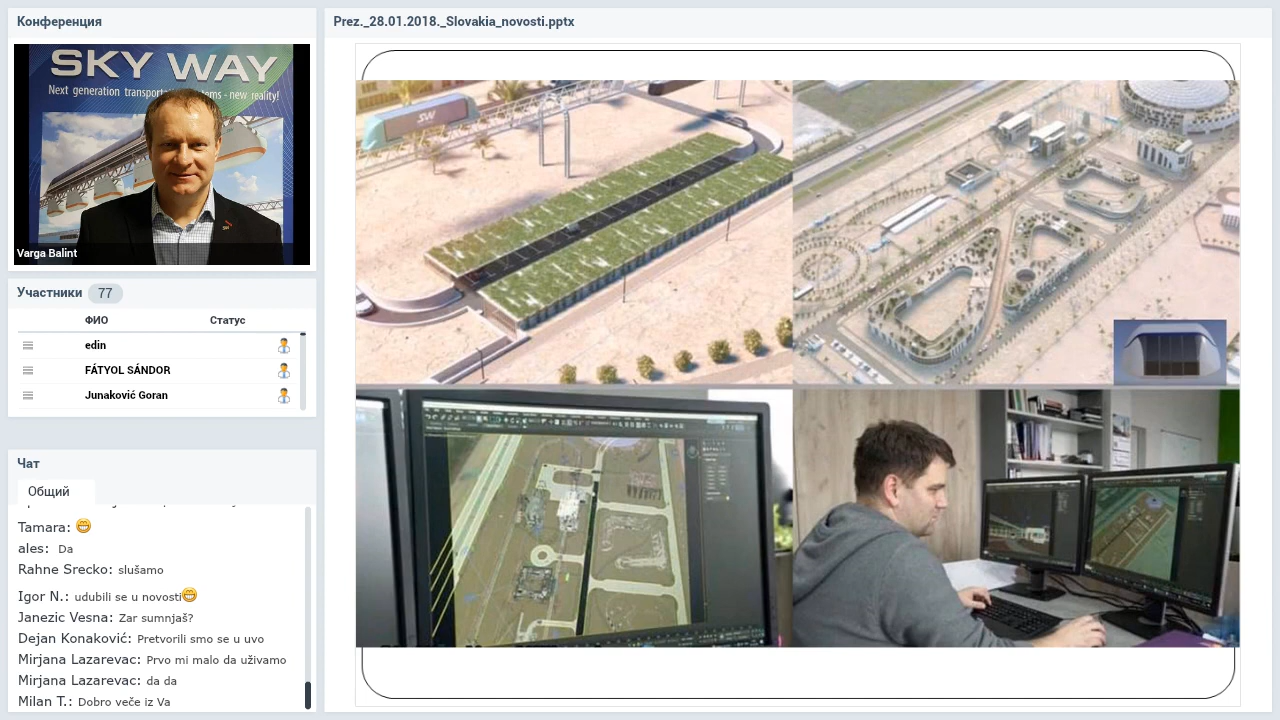 Конференция
SKY WAY
Next generation transporta ems - new reality!
Varga Balint
Участники 77
ФИО Статус
edin
FÁTYOL SÁNDOR
Junaković Goran
Чат
Общий
Tamara:
ales: Da
Rahne Srecko: slušamo
Igor N.: udubili se u novosti
Janezic Vesna: Zar sumnjaš?
Dejan Konaković: Pretvorili smo se u uvo
Mirjana Lazarevac: Prvo mi malo da uživamo
Mirjana Lazarevac: da da
Milan T.: Dobro veče iz Va
Prez._28.01.2018._Slovakia_novosti.pptx
SW